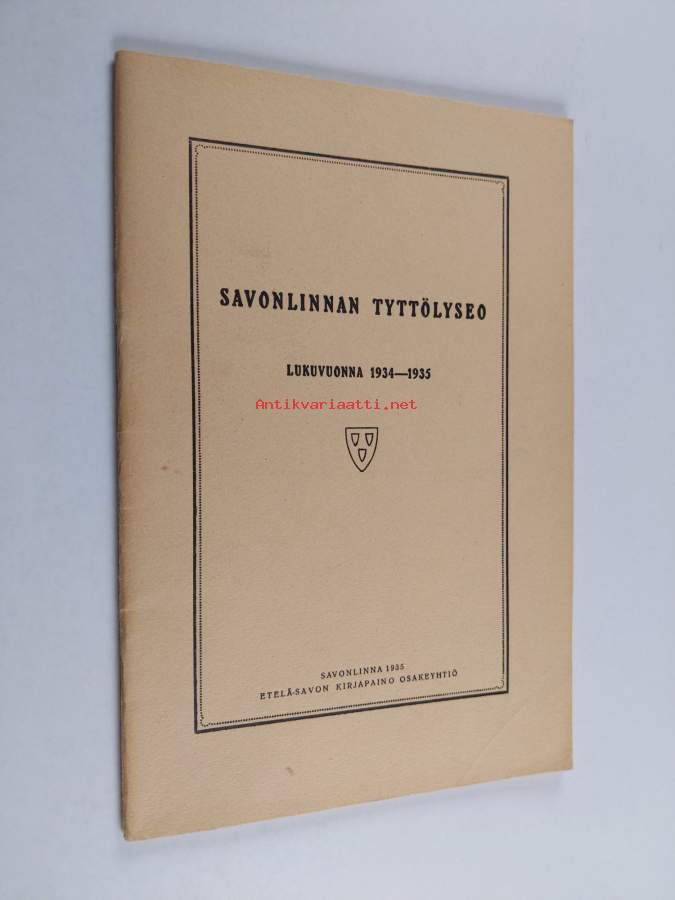 SAVONLINNAN TYTTÖLYSEO
LUKUVUONNA 1934—1935
Antikvariaatti.net
SAVONLINNA 1935
ETELÄ-SAVON KIRJAPAINO OSAKEYHTIÖ